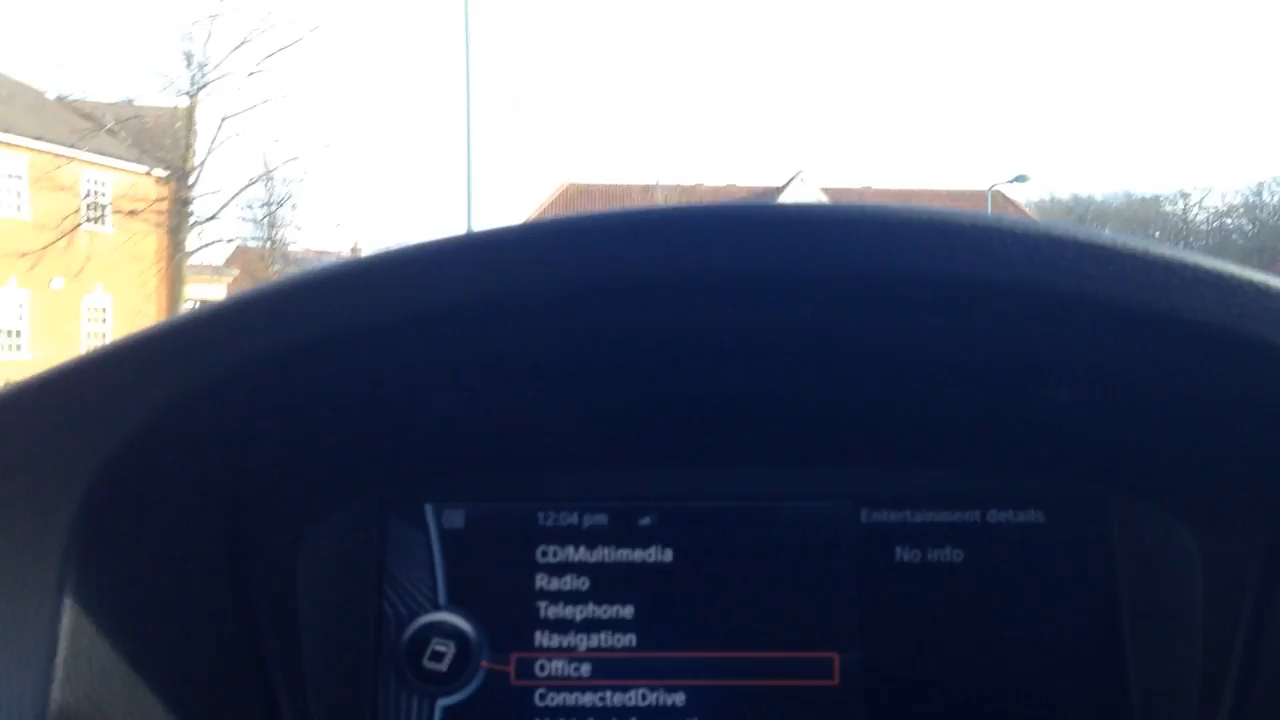 12:04 pm
Entertainment details
CD/Multimedia
No info
Radio
Telephone
Navigation
Office
ConnectedDrive